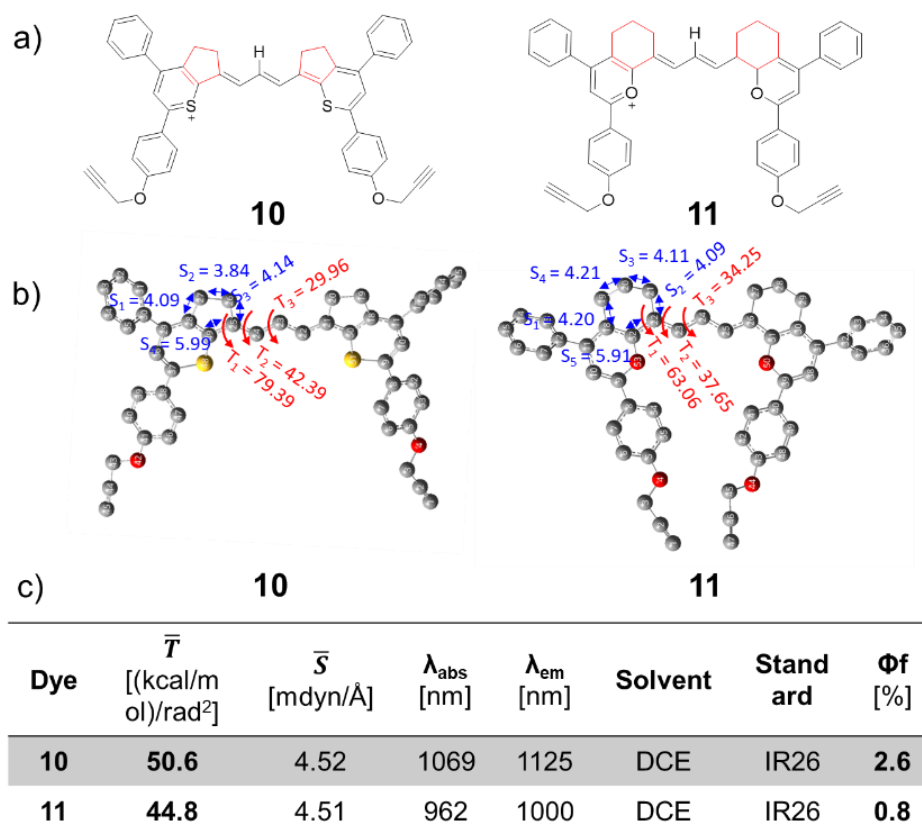 a)
H
H
S
+
S
O
+
O
O
O
O
O
10
11
b)
S2 = 3.84
S3 = 4.14
S1 = 4.09
S4 = 5.99
T3 = 29.96
T2 = 42.39
T1 = 79.39
S3 = 4.11
S2 = 4.09
S4 = 4.21
S1 = 4.20
S5 = 5.91
T3 = 34.25
T2 = 37.65
T1 = 63.06
10
11
c)
Dye T̅ [(kcal/mol)/rad²] S̅ [mdyn/Å] λabs [nm] λem [nm] Solvent Standard Φf [%]
10 50.6 4.52 1069 1125 DCE IR26 2.6
11 44.8 4.51 962 1000 DCE IR26 0.8